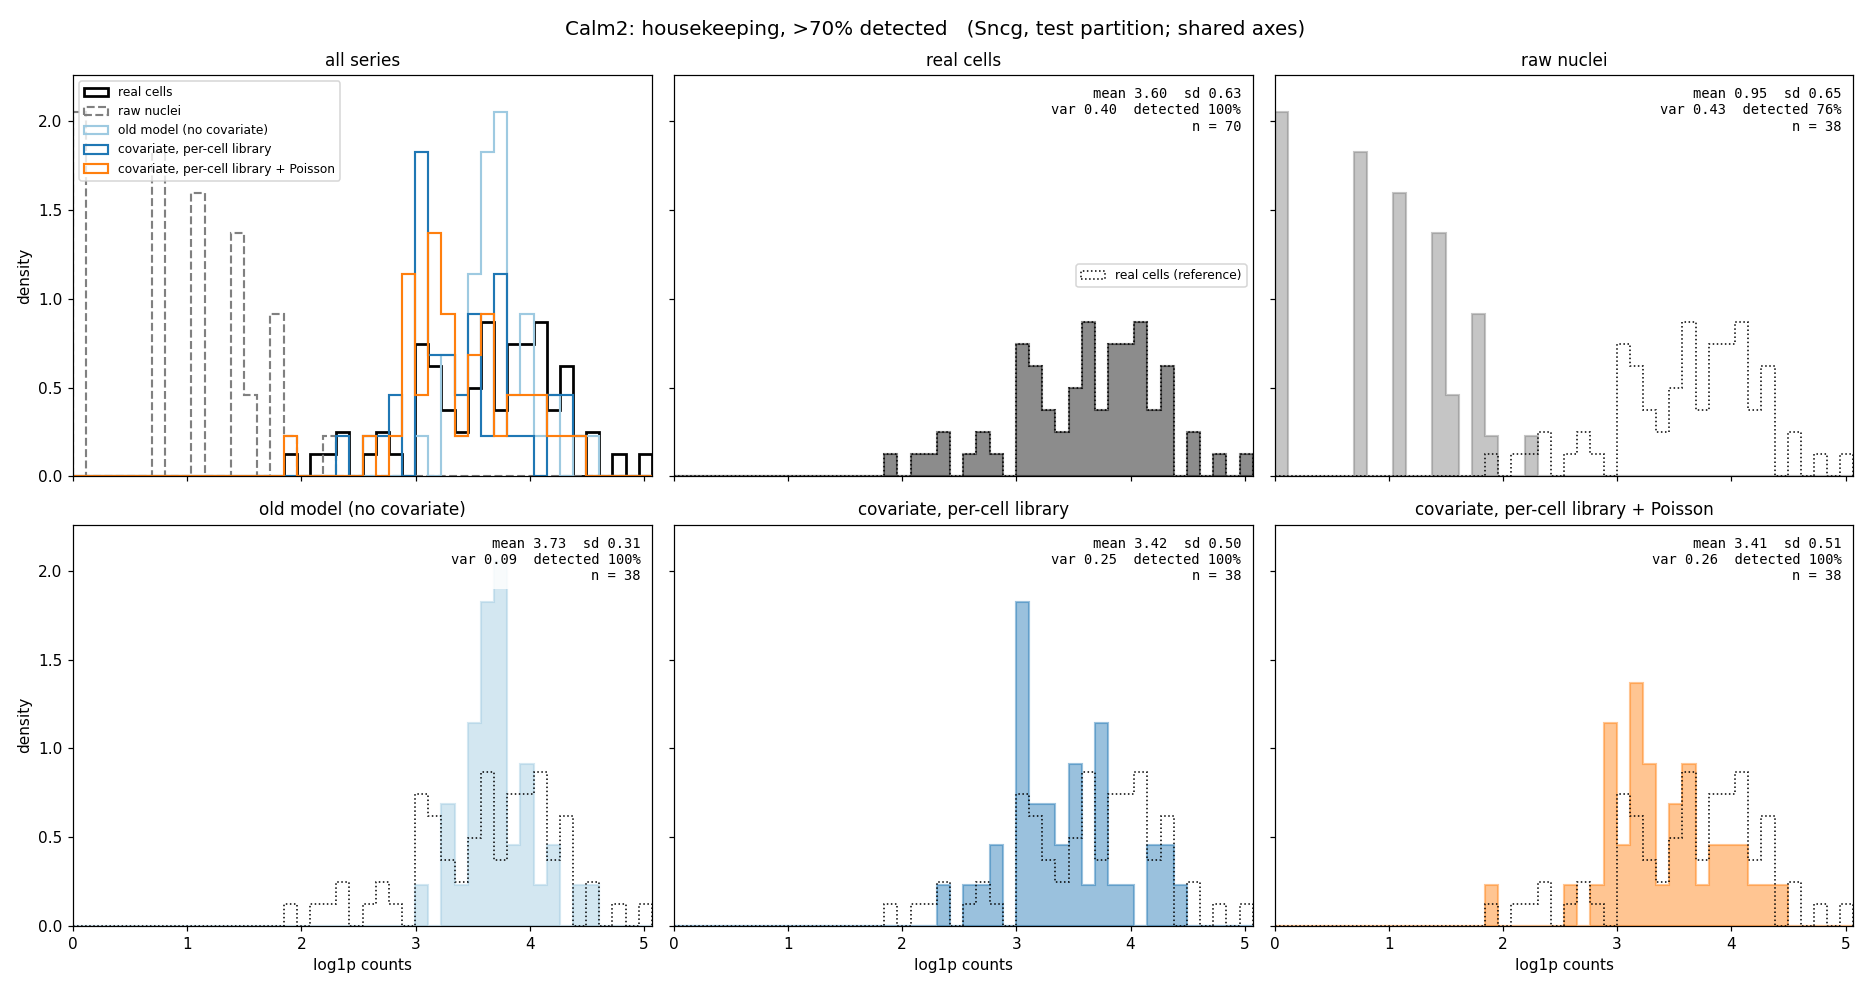 Calm2: housekeeping, >70% detected   (Sncg, test partition; shared axes)
all series
real cells
raw nuclei
old model (no covariate)
covariate, per-cell library
covariate, per-cell library + Poisson
density
0.0
0.5
1.0
1.5
2.0
real cells
mean 3.60  sd 0.63
var 0.40  detected 100%
n = 70
real cells (reference)
raw nuclei
mean 0.95  sd 0.65
var 0.43  detected 76%
n = 38
old model (no covariate)
mean 3.73  sd 0.31
var 0.09  detected 100%
n = 38
density
0.0
0.5
1.0
1.5
2.0
0 1 2 3 4 5
log1p counts
covariate, per-cell library
mean 3.42  sd 0.50
var 0.25  detected 100%
n = 38
0 1 2 3 4 5
log1p counts
covariate, per-cell library + Poisson
mean 3.41  sd 0.51
var 0.26  detected 100%
n = 38
0 1 2 3 4 5
log1p counts